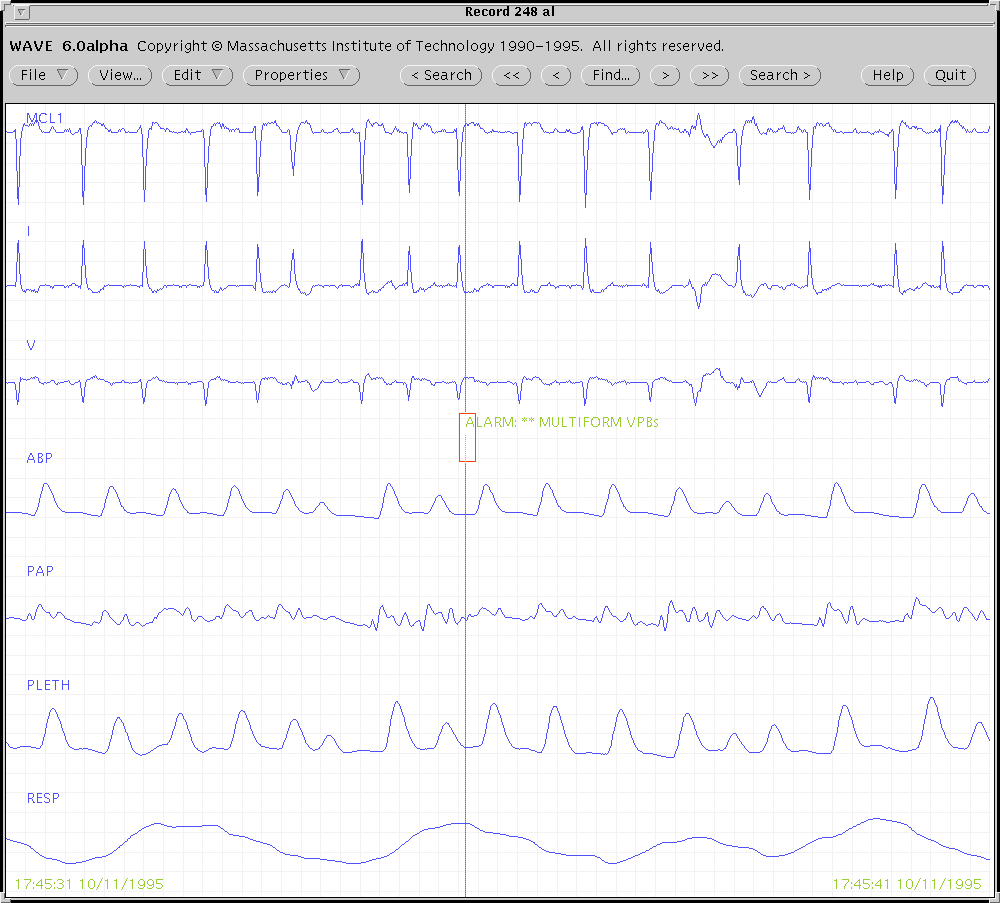 Record 248 al
WAVE 6.0alpha Copyright © Massachusetts Institute of Technology 1990–1995. All rights reserved.
File View... Edit Properties < Search << < Find... > >> Search > Help Quit
MCL1
I
V
ALARM: ** MULTIFORM VPBs
ABP
PAP
PLETH
RESP
17:45:31 10/11/1995 17:45:41 10/11/1995